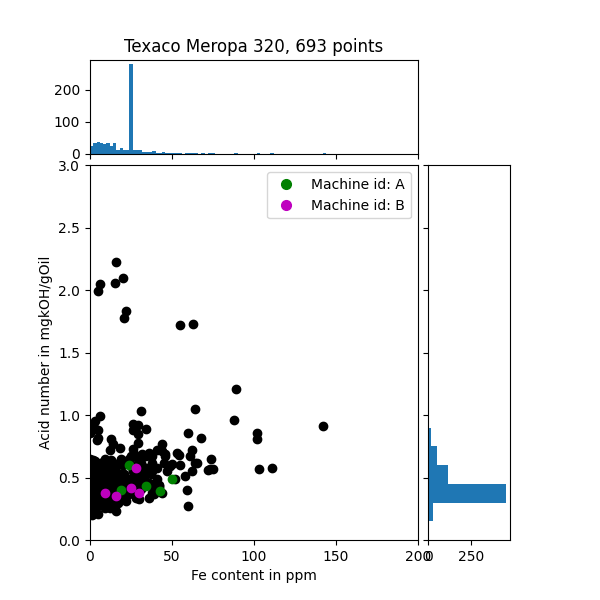 Texaco Meropa 320, 693 points
200
100
0
3.0
2.5
2.0
1.5
1.0
0.5
0.0
Acid number in mgkOH/gOil
Machine id: A
Machine id: B
0 50 100 150 200
0 250
Fe content in ppm